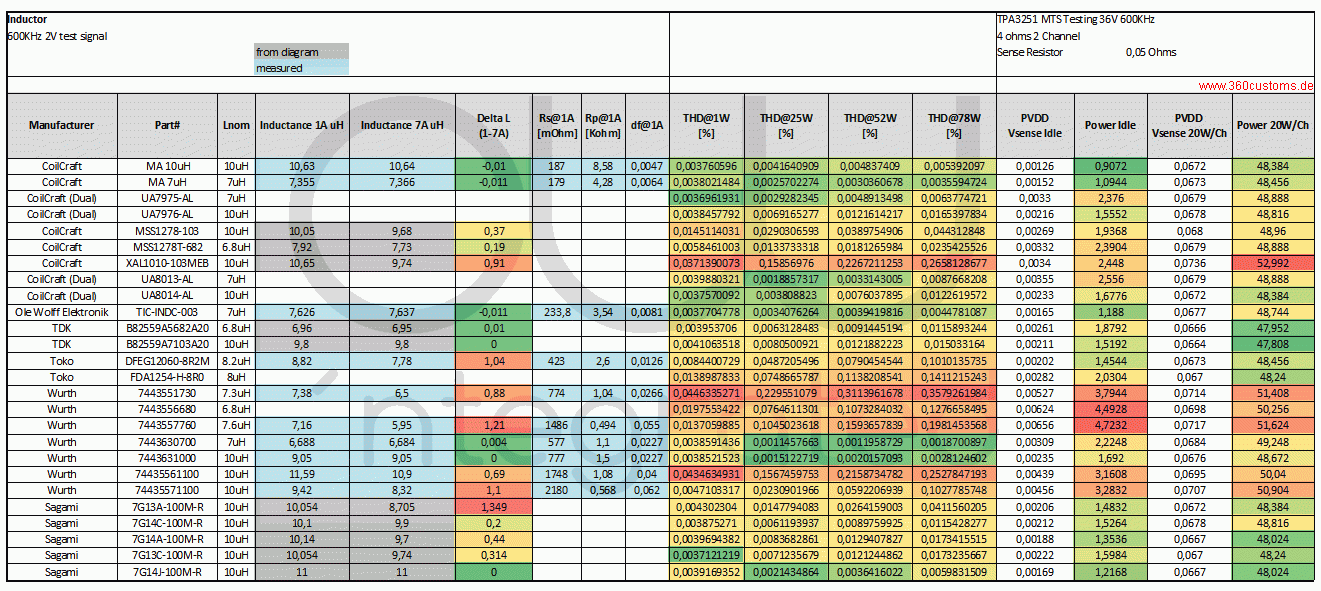 Inductor
TPA3251 MTS Testing 36V 600KHz
600KHz 2V test signal
4 ohms 2 Channel
from diagram
Sense Resistor 0,05 Ohms
measured
www.360customs.de
Manufacturer Part# Lnom Inductance 1A uH Inductance 7A uH Delta L (1-7A) Rs@1A [mOhm] Rp@1A [Kohm] df@1A THD@1W [%] THD@25W [%] THD@52W [%] THD@78W [%] PVDD Vsense Idle Power Idle PVDD Vsense 20W/Ch Power 20W/Ch
CoilCraft MA 10uH 10uH 10,63 10,64 -0,01 187 8,58 0,0047 0,003760596 0,0041640909 0,004837409 0,005392097 0,00126 0,9072 0,0672 48,384
CoilCraft MA 7uH 7uH 7,355 7,366 -0,011 179 4,28 0,0064 0,0038021484 0,0025702274 0,0030360678 0,0035594724 0,00152 1,0944 0,0673 48,456
CoilCraft (Dual) UA7975-AL 7uH 0,0036961931 0,0029282345 0,0048913498 0,0063774721 0,0033 2,376 0,0679 48,888
CoilCraft (Dual) UA7976-AL 10uH 0,0038457792 0,0069165277 0,0121614217 0,0165397834 0,00216 1,5552 0,0678 48,816
CoilCraft MSS1278-103 10uH 10,05 9,68 0,37 0,0145114031 0,0290306593 0,0389754906 0,044312848 0,00269 1,9368 0,068 48,96
CoilCraft MSS1278T-682 6.8uH 7,92 7,73 0,19 0,0058461003 0,0133733318 0,0181265984 0,0235425526 0,00332 2,3904 0,0679 48,888
CoilCraft XAL1010-103MEB 10uH 10,65 9,74 0,91 0,0371390073 0,15856976 0,2267211253 0,2658128677 0,0034 2,448 0,0736 52,992
CoilCraft (Dual) UA8013-AL 7uH 0,0039880321 0,0018857317 0,0033143005 0,0087668208 0,00355 2,556 0,0679 48,888
CoilCraft (Dual) UA8014-AL 10uH 0,0037570092 0,003808823 0,0076037895 0,0122619572 0,00233 1,6776 0,0672 48,384
Ole Wolff Elektronik TIC-INDC-003 7uH 7,626 7,637 -0,011 233,8 3,54 0,0081 0,0037704778 0,0034076264 0,0039419816 0,0044781087 0,00165 1,188 0,0677 48,744
TDK B82559A5682A20 6.8uH 6,96 6,95 0,01 0,003953706 0,0063128483 0,0091445194 0,0115893244 0,00261 1,8792 0,0666 47,952
TDK B82559A7103A20 10uH 9,8 9,8 0 0,0041063518 0,0080500921 0,0121882223 0,015033164 0,00211 1,5192 0,0664 47,808
Toko DFEG12060-8R2M 8.2uH 8,82 7,78 1,04 423 2,6 0,0126 0,0084400729 0,0487205496 0,0790454544 0,1010135735 0,00202 1,4544 0,0673 48,456
Toko FDA1254-H-8R0 8uH 0,0138987833 0,0748665787 0,1138208541 0,1411215243 0,00282 2,0304 0,067 48,24
Wurth 7443551730 7.3uH 7,38 6,5 0,88 774 1,04 0,0266 0,0446335271 0,229551079 0,3113961678 0,3579261984 0,00527 3,7944 0,0714 51,408
Wurth 7443556680 6.8uH 0,0197553422 0,0764611301 0,1073284032 0,1276658495 0,00624 4,4928 0,0698 50,256
Wurth 7443557760 7.6uH 7,16 5,95 1,21 1486 0,494 0,055 0,0137059885 0,1045023618 0,1593657839 0,1981453568 0,00656 4,7232 0,0717 51,624
Wurth 7443630700 7uH 6,688 6,684 0,004 577 1,1 0,0227 0,0038591436 0,0011457663 0,0011958729 0,0018700897 0,00309 2,2248 0,0684 49,248
Wurth 7443631000 10uH 9,05 9,05 0 777 1,5 0,0227 0,0038521523 0,0015122719 0,0020157093 0,0028124602 0,00235 1,692 0,0676 48,672
Wurth 74435561100 10uH 11,59 10,9 0,69 1748 1,08 0,04 0,0434634931 0,1567459753 0,2158734782 0,2527847193 0,00439 3,1608 0,0695 50,04
Wurth 74435571100 10uH 9,42 8,32 1,1 2180 0,568 0,062 0,0047103317 0,0230901966 0,0592206939 0,1027785748 0,00456 3,2832 0,0707 50,904
Sagami 7G13A-100M-R 10uH 10,054 8,705 1,349 0,004302304 0,0147794083 0,0264159003 0,0411560205 0,00206 1,4832 0,0672 48,384
Sagami 7G14C-100M-R 10uH 10,1 9,9 0,2 0,003875271 0,0061193937 0,0089759925 0,0115428277 0,00212 1,5264 0,0678 48,816
Sagami 7G14A-100M-R 10uH 10,14 9,7 0,44 0,0039694382 0,0083682861 0,0129407827 0,0173415515 0,00188 1,3536 0,0667 48,024
Sagami 7G13C-100M-R 10uH 10,054 9,74 0,314 0,0037121219 0,0071235679 0,0121244862 0,0173235667 0,00222 1,5984 0,067 48,24
Sagami 7G14J-100M-R 10uH 11 11 0 0,0039169352 0,0021434864 0,0036416022 0,0059831509 0,00169 1,2168 0,0667 48,024